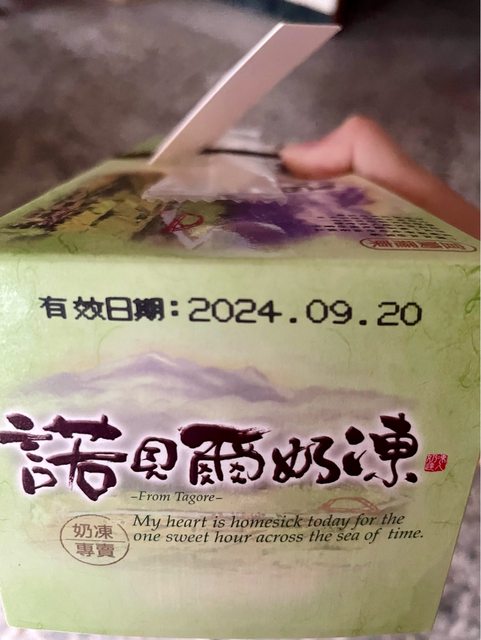 有效日期:2024.09.20
諾貝爾奶凍
-From Tagore-
奶凍
專賣
My heart is homesick today for the
one sweet hour across the sea of time.